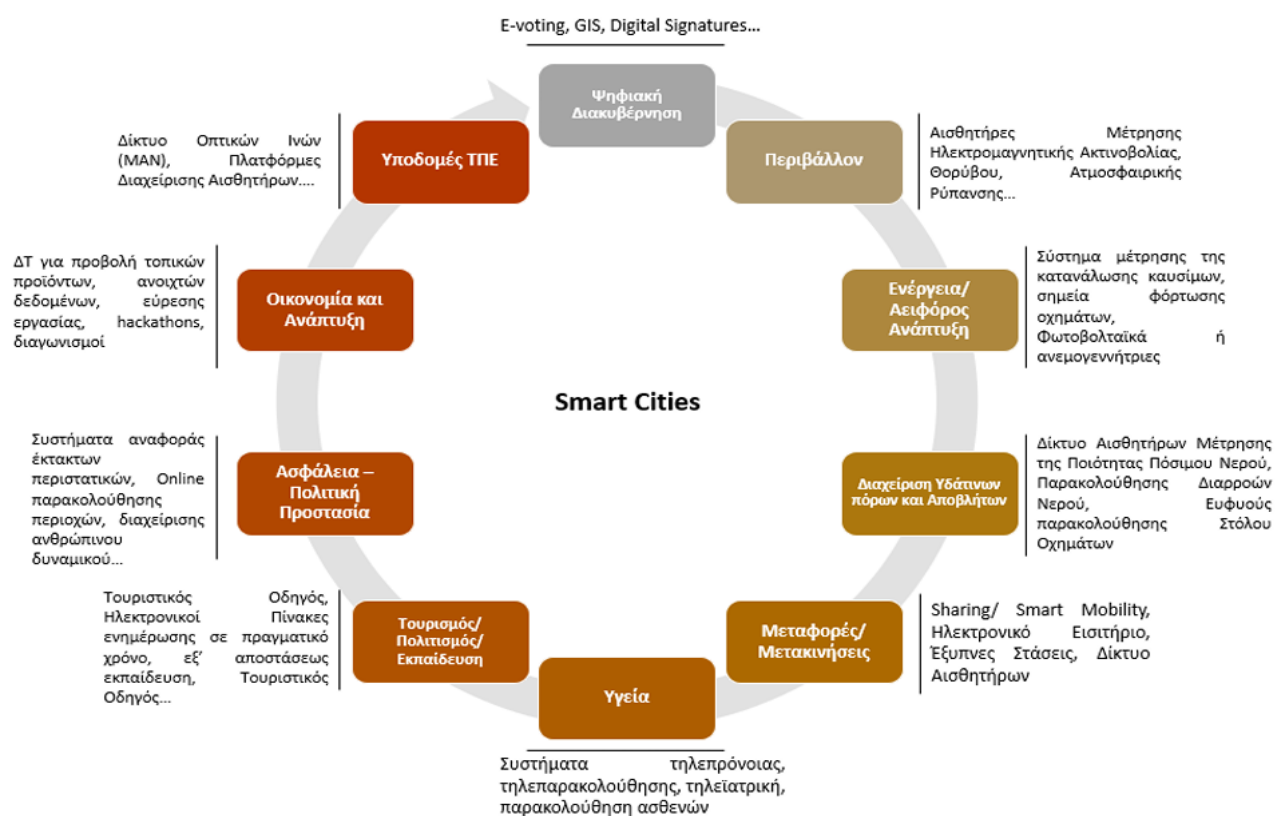 E-voting, GIS, Digital Signatures...
Ψηφιακή
Διακυβέρνηση
Περιβάλλον
Αισθητήρες Μέτρησης
Ηλεκτρομαγνητικής Ακτινοβολίας,
Θορύβου, Ατμοσφαιρικής
Ρύπανσης...
Ενέργεια/
Αειφόρος
Ανάπτυξη
Σύστημα μέτρησης της
κατανάλωσης καυσίμων,
σημεία φόρτωσης
οχημάτων,
Φωτοβολταϊκά ή
ανεμογεννήτριες
Διαχείριση Υδάτινων
πόρων και Αποβλήτων
Δίκτυο Αισθητήρων Μέτρησης
της Ποιότητας Πόσιμου Νερού,
Παρακολούθησης Διαρροών
Νερού, Ευφυούς
παρακολούθησης Στόλου
Οχημάτων
Μεταφορές/
Μετακινήσεις
Sharing/ Smart Mobility,
Ηλεκτρονικό Εισιτήριο,
Έξυπνες Στάσεις, Δίκτυο
Αισθητήρων
Υγεία
Συστήματα τηλεπρόνοιας,
τηλεπαρακολούθησης, τηλεϊατρική,
παρακολούθηση ασθενών
Τουρισμός/
Πολιτισμός/
Εκπαίδευση
Τουριστικός Οδηγός,
Ηλεκτρονικοί Πίνακες
ενημέρωσης σε πραγματικό
χρόνο, εξ’ αποστάσεως
εκπαίδευση, Τουριστικός
Οδηγός...
Ασφάλεια –
Πολιτική
Προστασία
Συστήματα αναφοράς
έκτακτων
περιστατικών, Online
παρακολούθησης
περιοχών, διαχείρισης
ανθρώπινου
δυναμικού...
Οικονομία και
Ανάπτυξη
ΔΤ για προβολή τοπικών
προϊόντων, ανοιχτών
δεδομένων, εύρεσης
εργασίας, hackathons,
διαγωνισμοί
Υποδομές ΤΠΕ
Δίκτυο Οπτικών Ινών
(MAN), Πλατφόρμες
Διαχείρισης Αισθητήρων....
Smart Cities